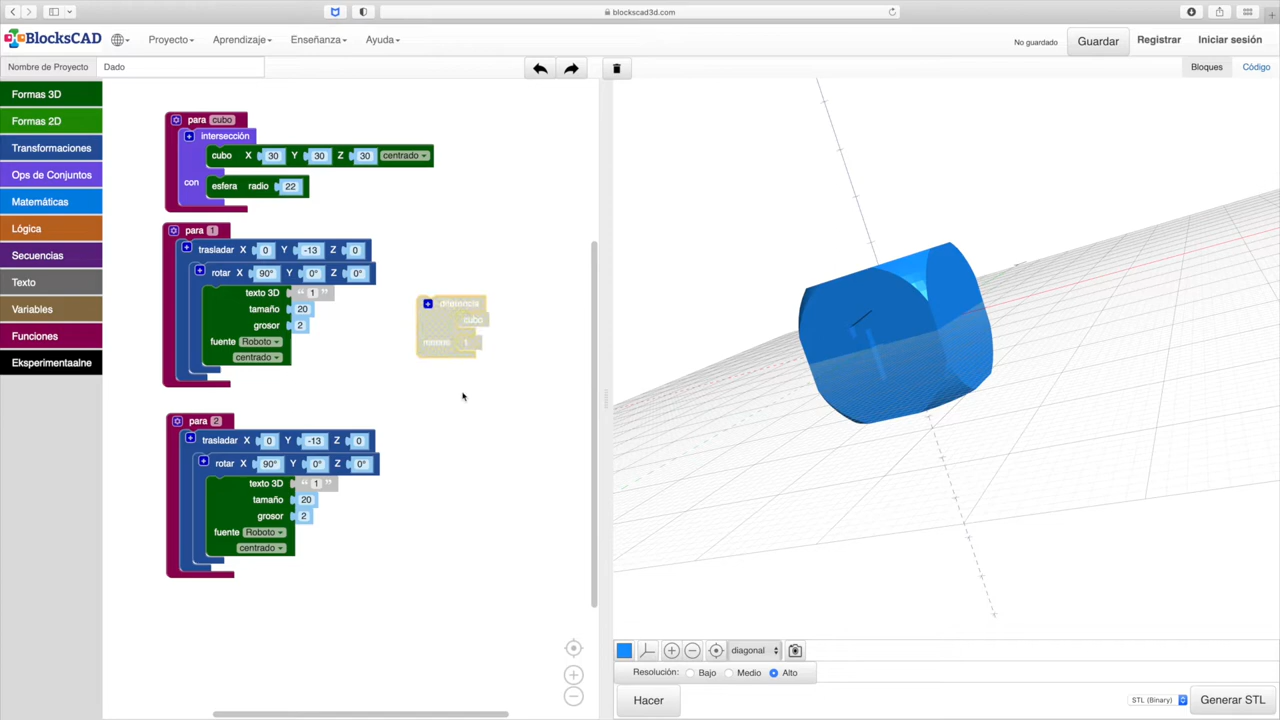 blockscad3d.com
BlocksCAD
Proyecto
Aprendizaje
Enseñanza
Ayuda
No guardado
Guardar
Registrar
Iniciar sesión
Nombre de Proyecto
Dado
Bloques
Código
Formas 3D
Formas 2D
Transformaciones
Ops de Conjuntos
Matemáticas
Lógica
Secuencias
Texto
Variables
Funciones
Eksperimentaalne
para cubo
intersección
cubo X 30 Y 30 Z 30 centrado
con esfera radio 22
para 1
trasladar X 0 Y -13 Z 0
rotar X 90° Y 0° Z 0°
texto 3D “ 1 ”
tamaño 20
grosor 2
fuente Roboto
centrado
diferencia
cubo
menos 1
para 2
trasladar X 0 Y -13 Z 0
rotar X 90° Y 0° Z 0°
texto 3D “ 1 ”
tamaño 20
grosor 2
fuente Roboto
centrado
diagonal
Resolución: Bajo Medio Alto
Hacer
STL (Binary)
Generar STL